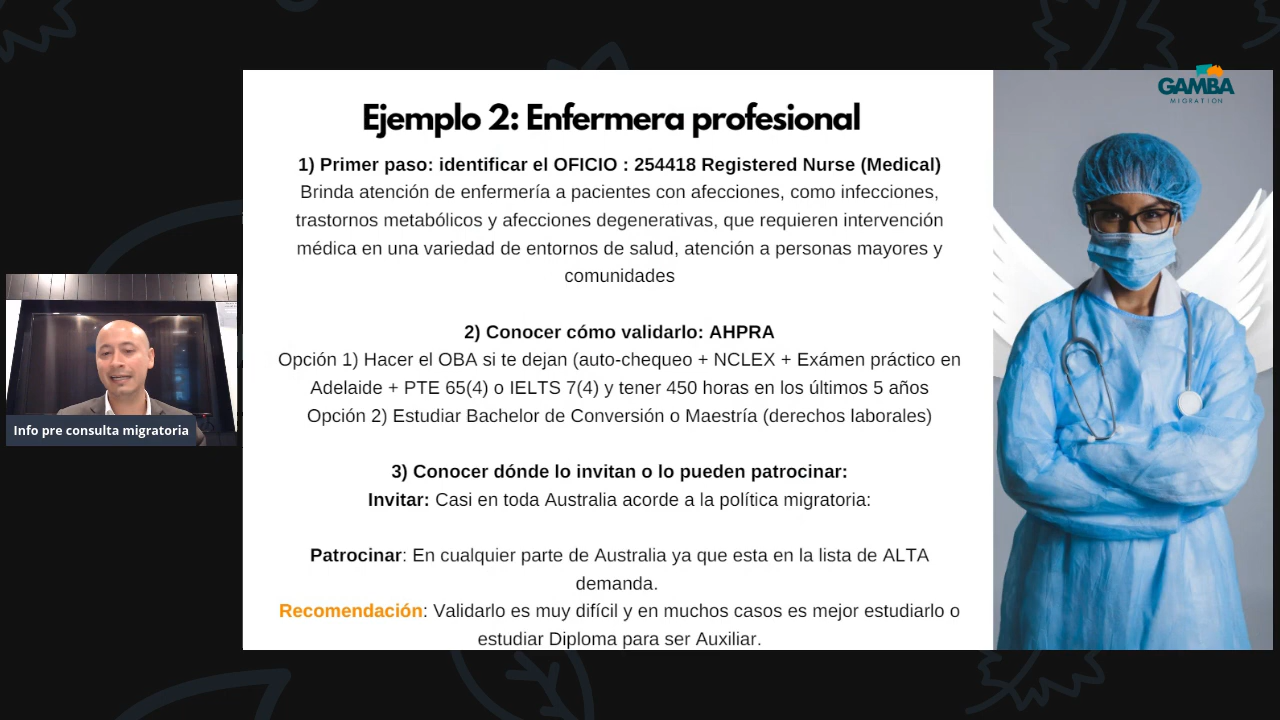 GAMBA
MIGRATION
Ejemplo 2: Enfermera profesional
1) Primer paso: identificar el OFICIO : 254418 Registered Nurse (Medical)
Brinda atención de enfermería a pacientes con afecciones, como infecciones,
trastornos metabólicos y afecciones degenerativas, que requieren intervención
médica en una variedad de entornos de salud, atención a personas mayores y
comunidades
2) Conocer cómo validarlo: AHPRA
Opción 1) Hacer el OBA si te dejan (auto-chequeo + NCLEX + Exámen práctico en
Adelaide + PTE 65(4) o IELTS 7(4) y tener 450 horas en los últimos 5 años
Opción 2) Estudiar Bachelor de Conversión o Maestría (derechos laborales)
3) Conocer dónde lo invitan o lo pueden patrocinar:
Invitar: Casi en toda Australia acorde a la política migratoria:
Patrocinar: En cualquier parte de Australia ya que esta en la lista de ALTA
demanda.
Recomendación: Validarlo es muy difícil y en muchos casos es mejor estudiarlo o
estudiar Diploma para ser Auxiliar.
Info pre consulta migratoria